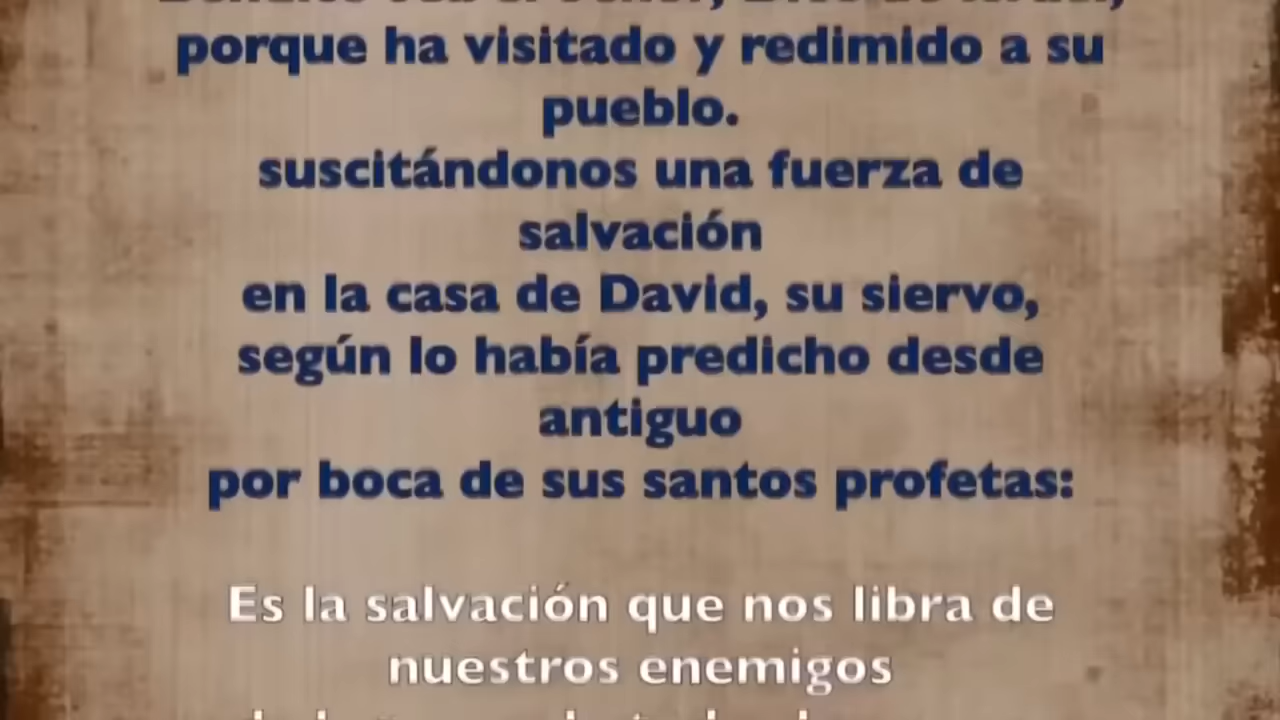 porque ha visitado y redimido a su
pueblo.
suscitándonos una fuerza de
salvación
en la casa de David, su siervo,
según lo había predicho desde
antiguo
por boca de sus santos profetas:
Es la salvación que nos libra de
nuestros enemigos